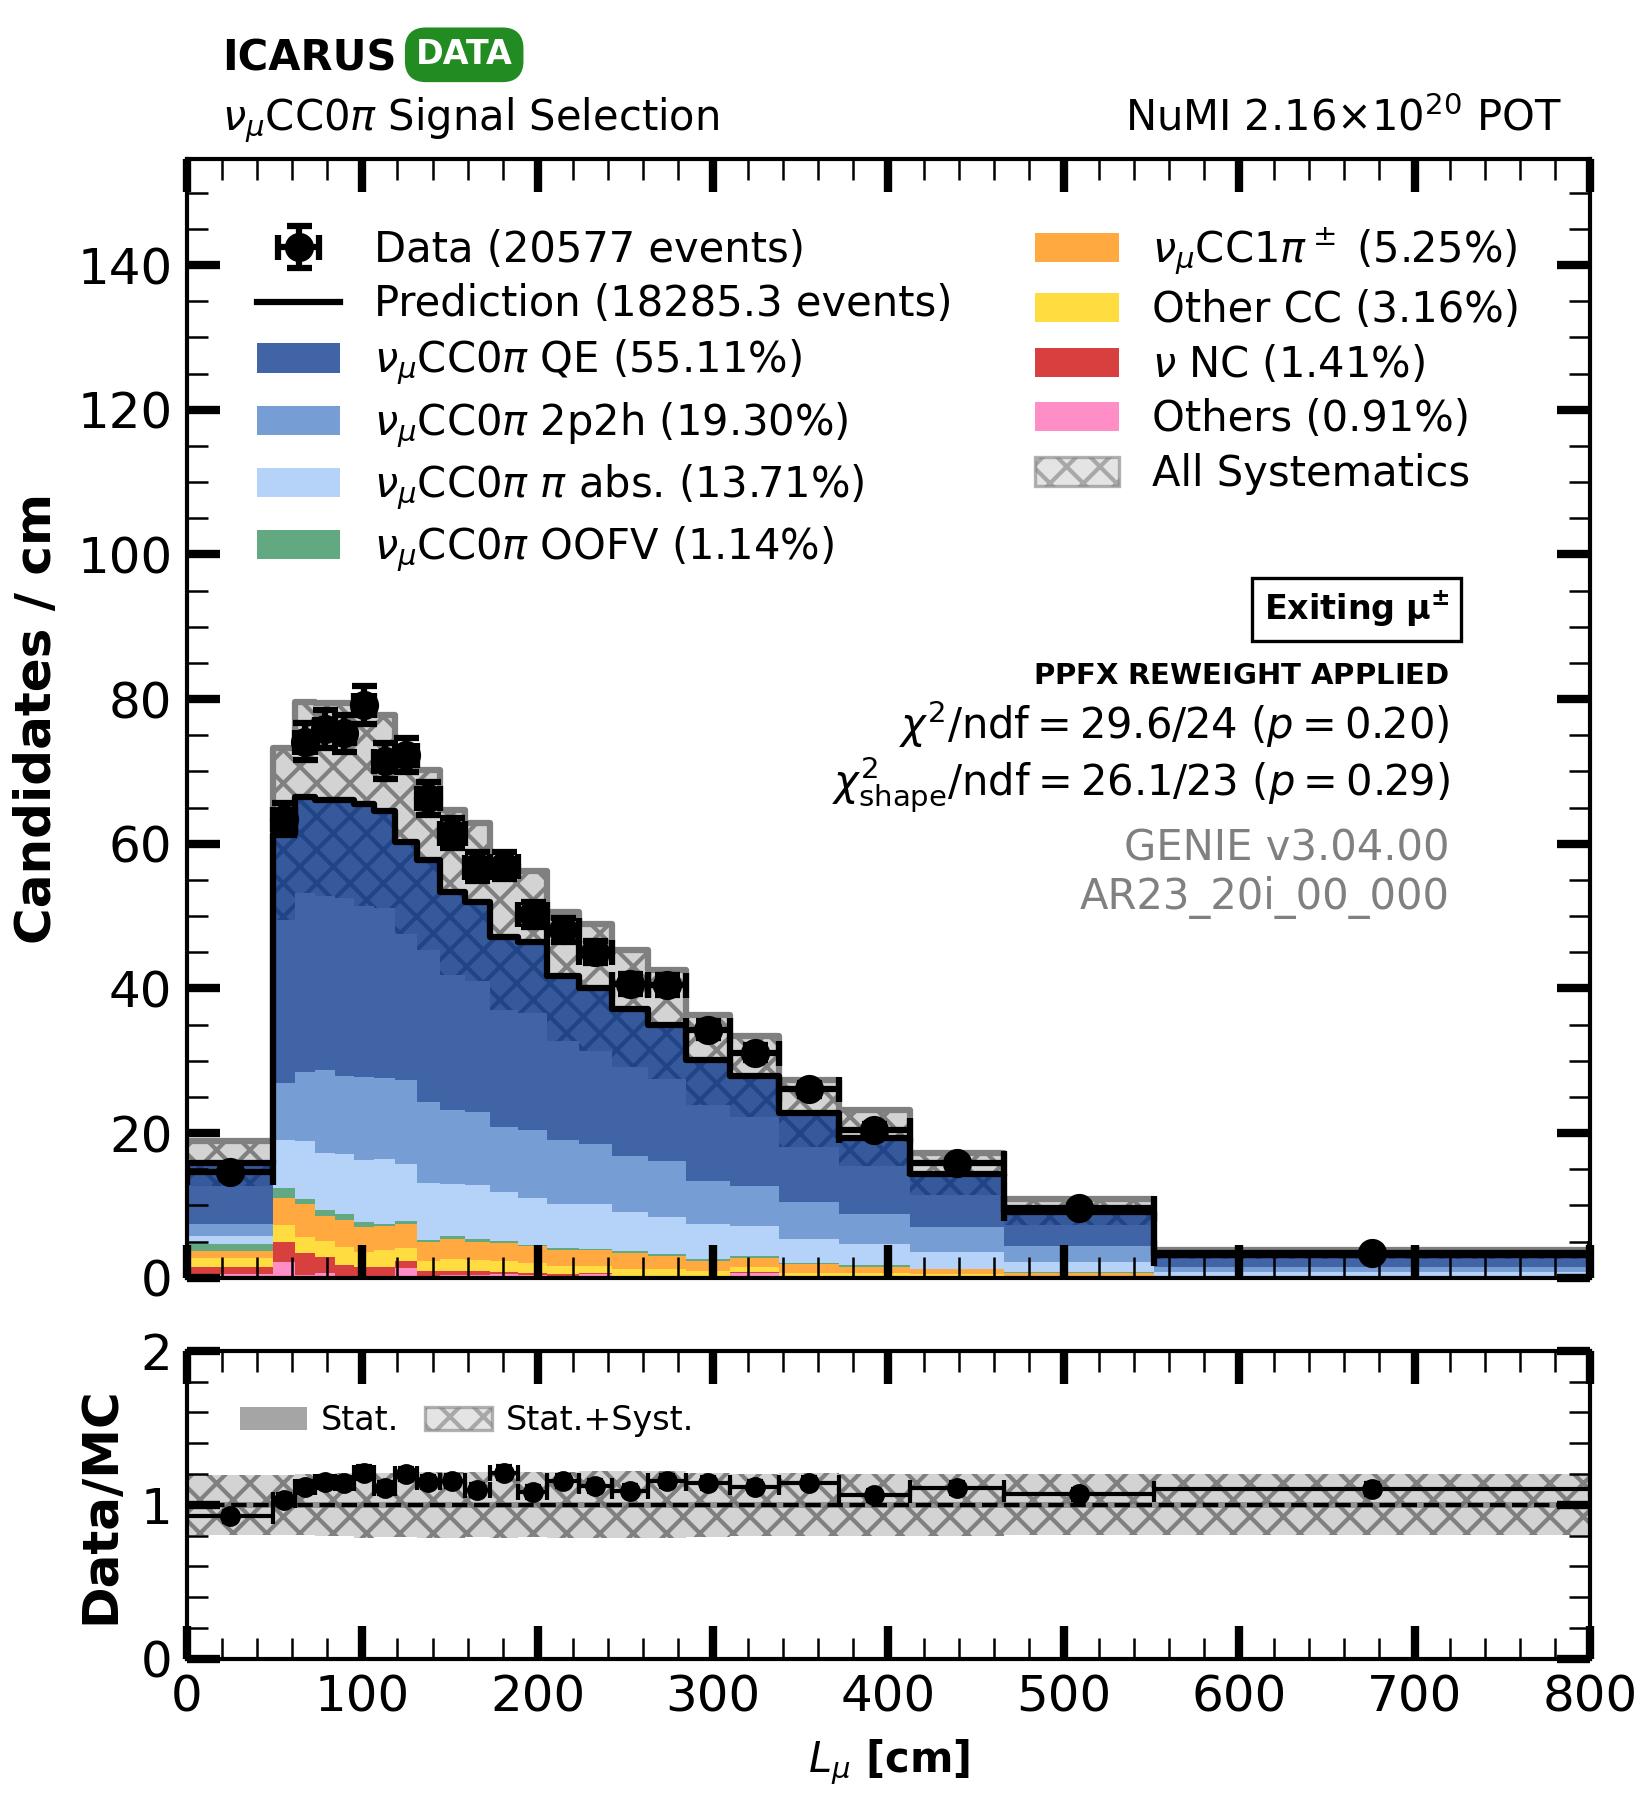 ICARUS DATA
νμCC0π Signal Selection
NuMI 2.16×10²⁰ POT
Data (20577 events)
Prediction (18285.3 events)
νμCC0π QE (55.11%)
νμCC0π 2p2h (19.30%)
νμCC0π π abs. (13.71%)
νμCC0π OOFV (1.14%)
νμCC1π± (5.25%)
Other CC (3.16%)
ν NC (1.41%)
Others (0.91%)
All Systematics
Exiting μ±
PPFX REWEIGHT APPLIED
χ²/ndf = 29.6/24 (p = 0.20)
χ²shape/ndf = 26.1/23 (p = 0.29)
GENIE v3.04.00
AR23_20i_00_000
Candidates / cm
140
120
100
80
60
40
20
0
Data/MC
2
1
0
Stat.
Stat.+Syst.
0 100 200 300 400 500 600 700 800
Lμ [cm]